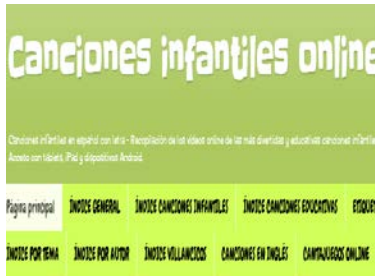 Canciones infantiles online
Canciones infantiles en español con letra - Recopilación de los vídeos online de las más divertidas y educativas canciones infantiles
Acceso con tablets, iPad y dispositivos Android.
Página principal ÍNDICE GENERAL ÍNDICE CANCIONES INFANTILES ÍNDICE CANCIONES EDUCATIVAS
ÍNDICE POR TEMA ÍNDICE POR AUTOR ÍNDICE VILLANCICOS CANCIONES EN INGLÉS CANTAJUEGOS ONLINE